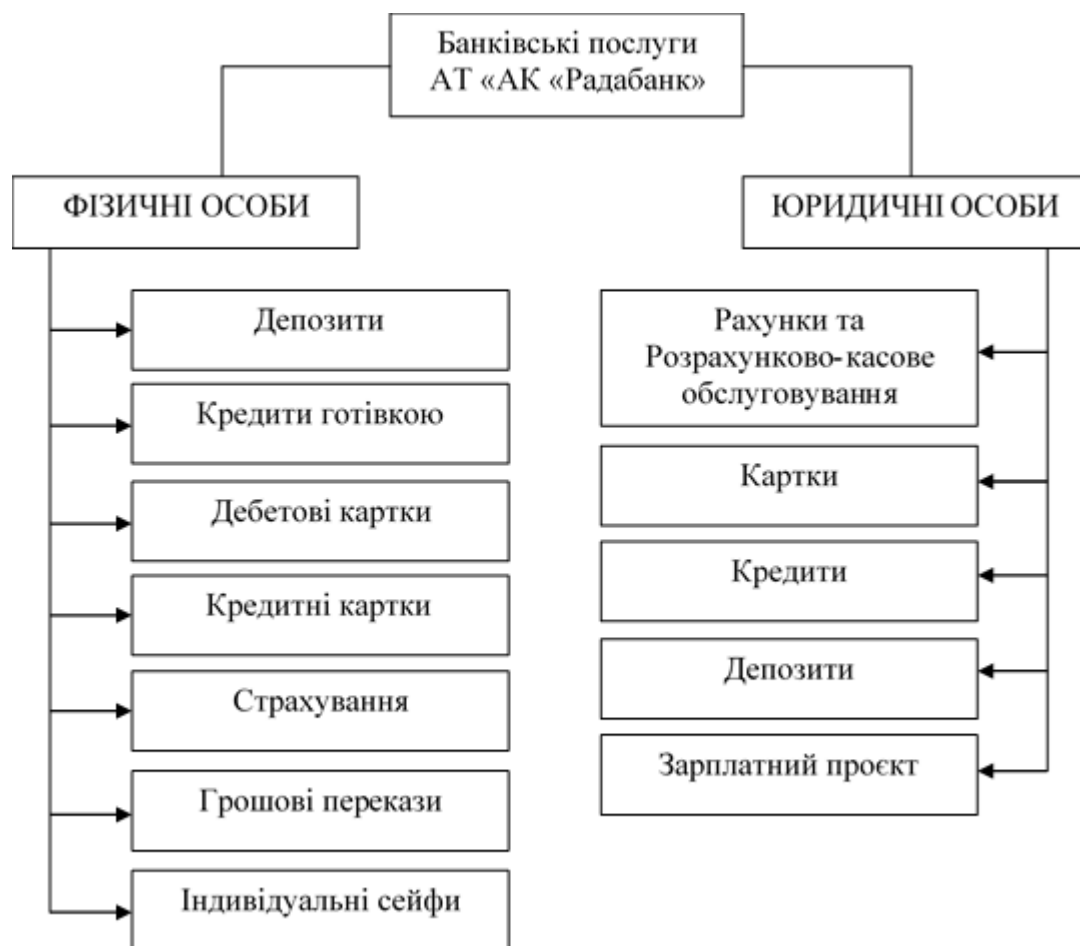 Банківські послуги
АТ «АК «Радабанк»
ФІЗИЧНІ ОСОБИ
ЮРИДИЧНІ ОСОБИ
Депозити
Кредити готівкою
Дебетові картки
Кредитні картки
Страхування
Грошові перекази
Індивідуальні сейфи
Рахунки та
Розрахунково-касове
обслуговування
Картки
Кредити
Депозити
Зарплатний проєкт